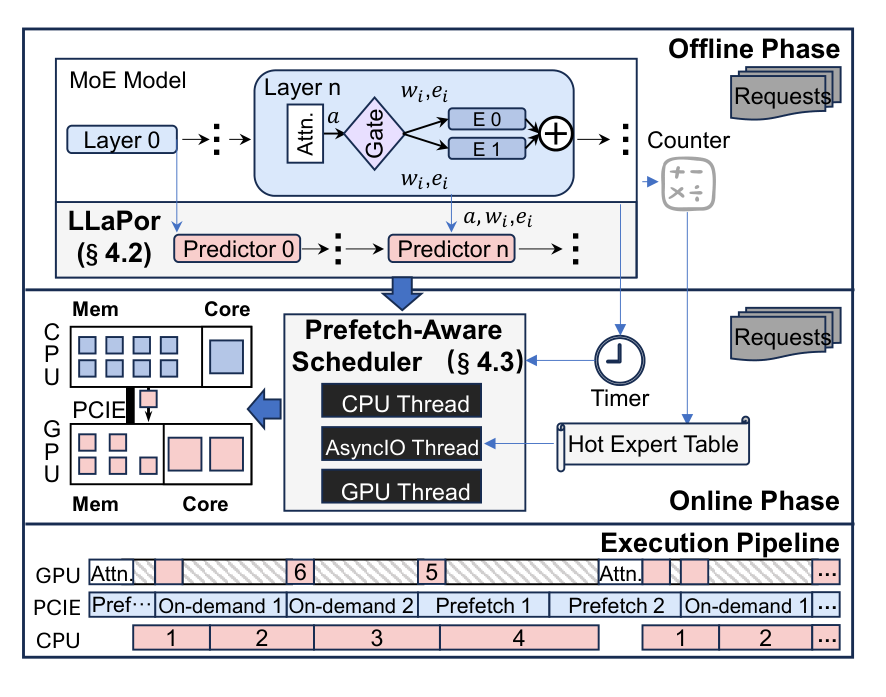 Offline Phase
Requests
MoE Model
Layer 0
Layer n
Attn.
a
Gate
w_i,e_i
E 0
E 1
w_i,e_i
Counter
LLaPor
(§ 4.2)
Predictor 0
Predictor n
a, w_i,e_i
Mem
Core
CPU
PCIE
GPU
Mem
Core
Prefetch-Aware
Scheduler (§ 4.3)
CPU Thread
AsyncIO Thread
GPU Thread
Timer
Requests
Hot Expert Table
Online Phase
Execution Pipeline
GPU
Attn.
6
5
Attn.
...
PCIE
Pref···
On-demand 1
On-demand 2
Prefetch 1
Prefetch 2
On-demand 1
...
CPU
1
2
3
4
1
2
...